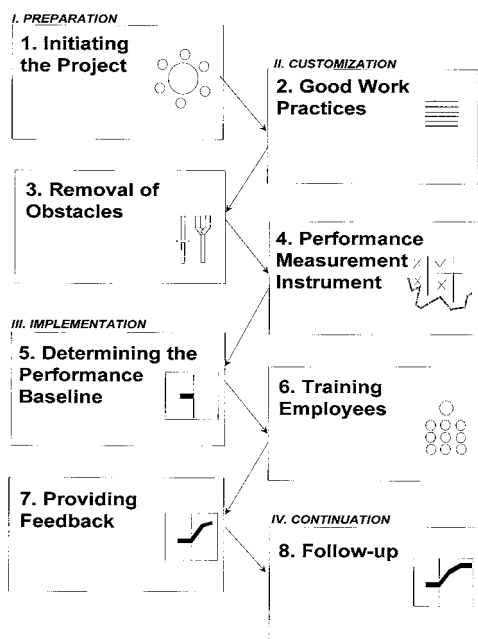 I. PREPARATION
1. Initiating
the Project
II. CUSTOMIZATION
2. Good Work
Practices
3. Removal of
Obstacles
4. Performance
Measurement
Instrument
III. IMPLEMENTATION
5. Determining the
Performance
Baseline
6. Training
Employees
7. Providing
Feedback
IV. CONTINUATION
8. Follow-up